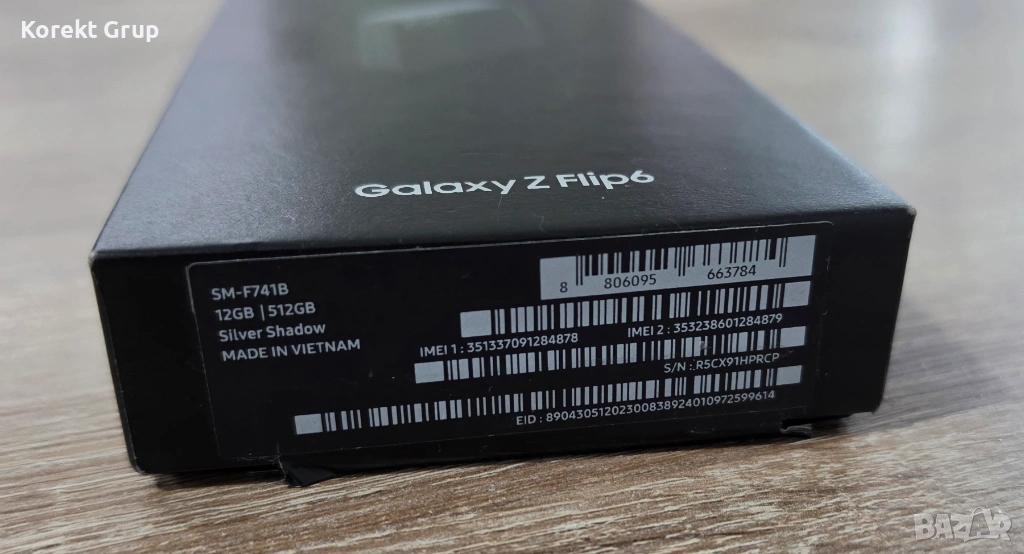 Korekt Grup
Galaxy Z Flip6
SM-F741B
12GB | 512GB
Silver Shadow
MADE IN VIETNAM
8 806095 663784
IMEI 1 : 351337091284878
IMEI 2 : 353238601284879
S/N : R5CX91HPRCP
EID : 89043051202300838924010972599614
BAZAR